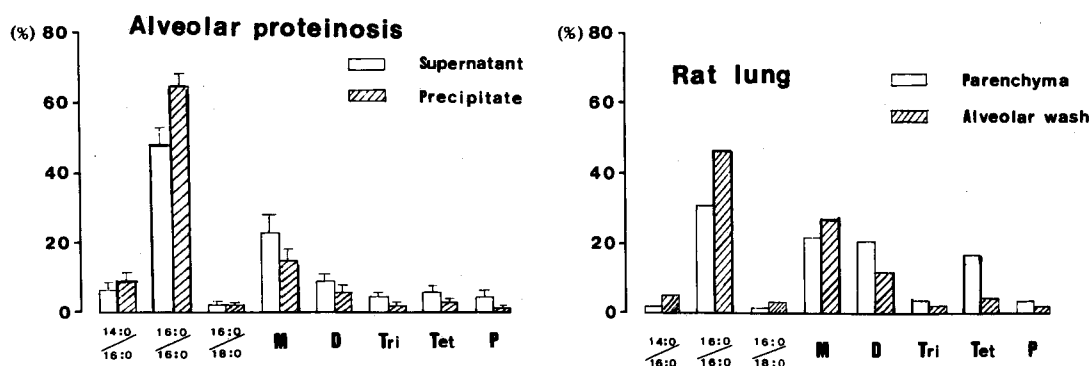 Alveolar proteinosis
(%) 80
60
40
20
0
Supernatant
Precipitate
14:0/16:0 16:0/16:0 16:0/18:0 M D Tri Tet P
Rat lung
(%) 80
60
40
20
0
Parenchyma
Alveolar wash
14:0/16:0 16:0/16:0 16:0/18:0 M D Tri Tet P